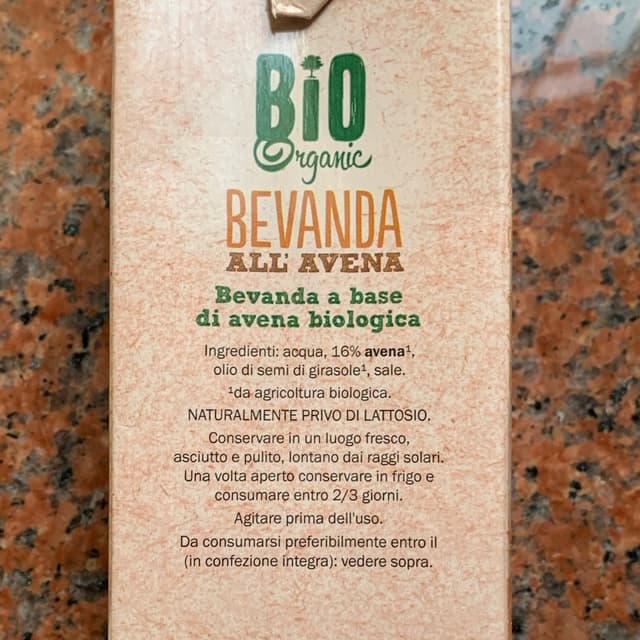 BIO
Organic
BEVANDA
ALL' AVENA
Bevanda a base
di avena biologica
Ingredienti: acqua, 16% avena¹,
olio di semi di girasole¹, sale.
¹da agricoltura biologica.
NATURALMENTE PRIVO DI LATTOSIO.
Conservare in un luogo fresco,
asciutto e pulito, lontano dai raggi solari.
Una volta aperto conservare in frigo e
consumare entro 2/3 giorni.
Agitare prima dell'uso.
Da consumarsi preferibilmente entro il
(in confezione integra): vedere sopra.